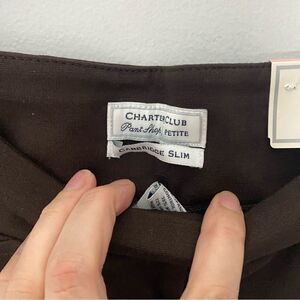 CHARTER CLUB
Pant Shop PETITE
CAMBRIDGE SLIM